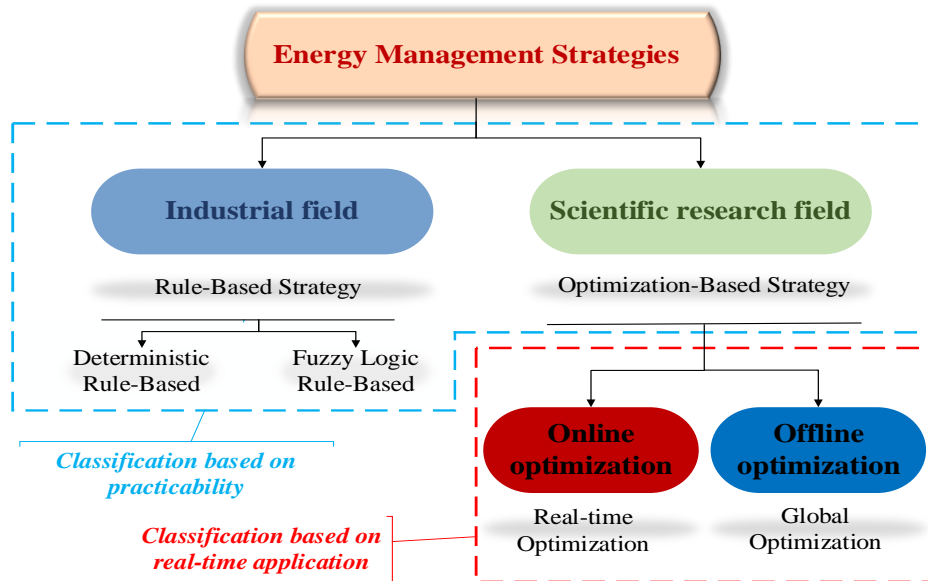 Energy Management Strategies
Industrial field
Scientific research field
Rule-Based Strategy
Optimization-Based Strategy
Deterministic
Rule-Based
Fuzzy Logic
Rule-Based
Online
optimization
Offline
optimization
Classification based on
practicability
Real-time
Optimization
Global
Optimization
Classification based on
real-time application